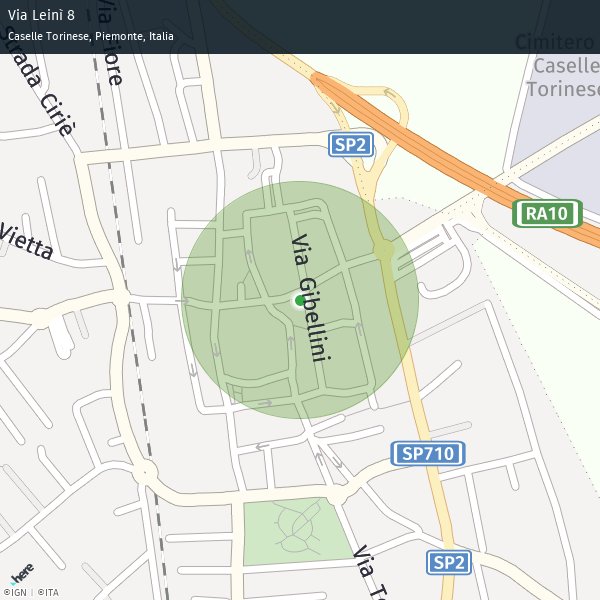 Via Leinì 8
Caselle Torinese, Piemonte, Italia
Via
iore
Cimitero
Caselle
Torinese
Strada Ciriè
SP2
RA10
Vietta
Via Gibellini
SP710
SP2
Via To
here
©IGN | ©ITA